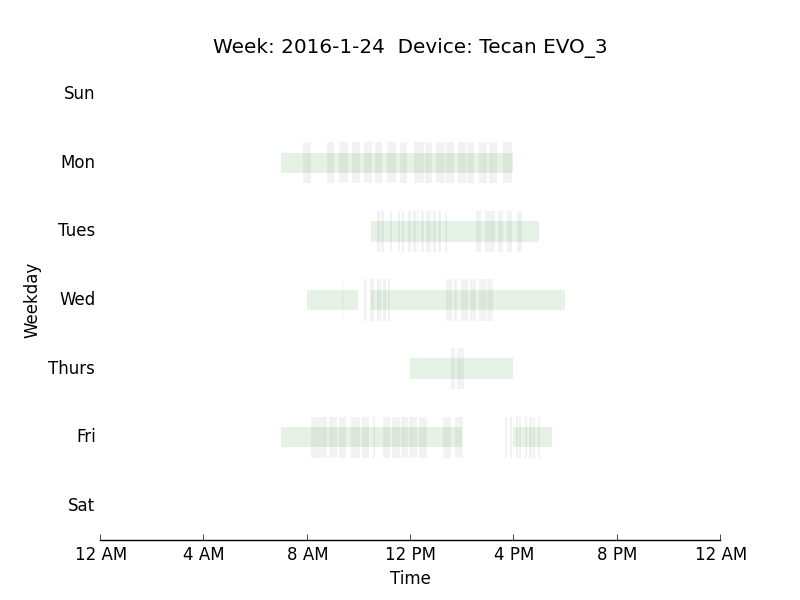 Week: 2016-1-24  Device: Tecan EVO_3
Sun
Mon
Tues
Wed
Thurs
Fri
Sat
Weekday
12 AM 4 AM 8 AM 12 PM 4 PM 8 PM 12 AM
Time